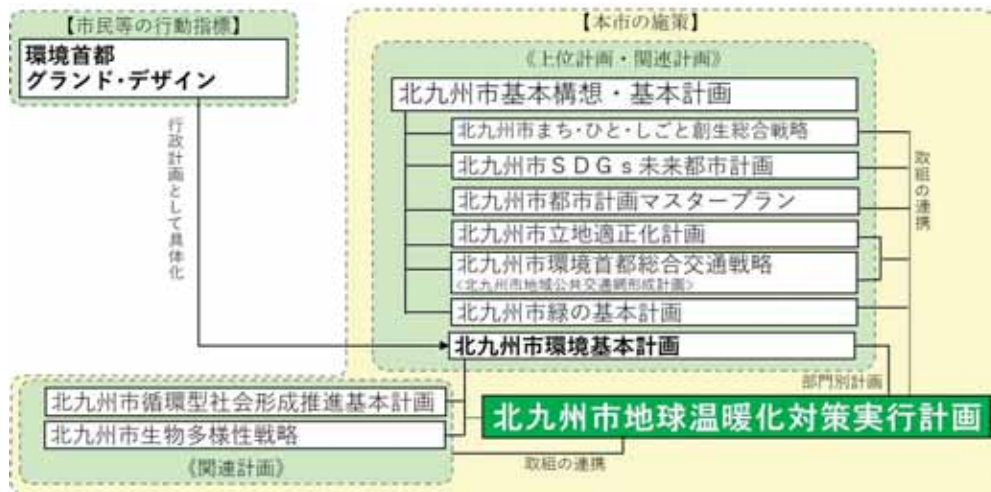 【市民等の行動指標】
環境首都
グランド・デザイン
行政計画として具体化
【本市の施策】
《上位計画・関連計画》
北九州市基本構想・基本計画
北九州市まち・ひと・しごと創生総合戦略
北九州市ＳＤＧｓ未来都市計画
北九州市都市計画マスタープラン
北九州市立地適正化計画
北九州市環境首都総合交通戦略
<北九州市地域公共交通網形成計画>
北九州市緑の基本計画
北九州市環境基本計画
取組の連携
部門別計画
北九州市循環型社会形成推進基本計画
北九州市生物多様性戦略
《関連計画》
北九州市地球温暖化対策実行計画
取組の連携